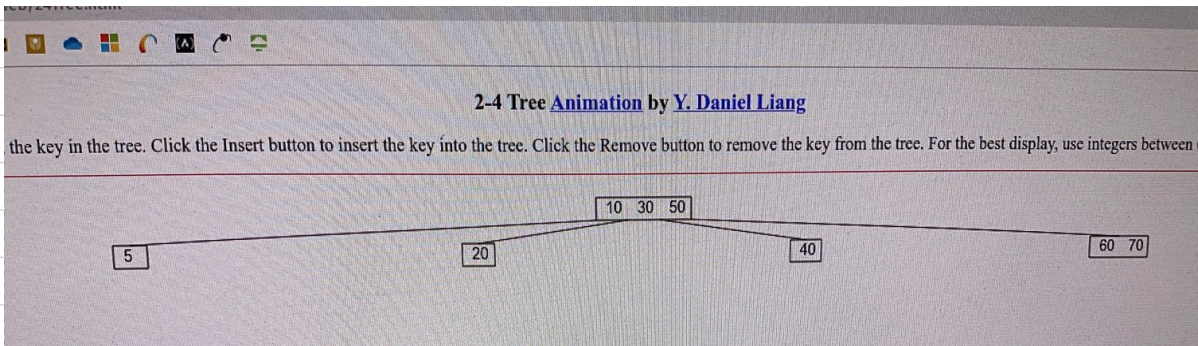 2-4 Tree Animation by Y. Daniel Liang
the key in the tree. Click the Insert button to insert the key into the tree. Click the Remove button to remove the key from the tree. For the best display, use integers between
10 30 50
5
20
40
60 70